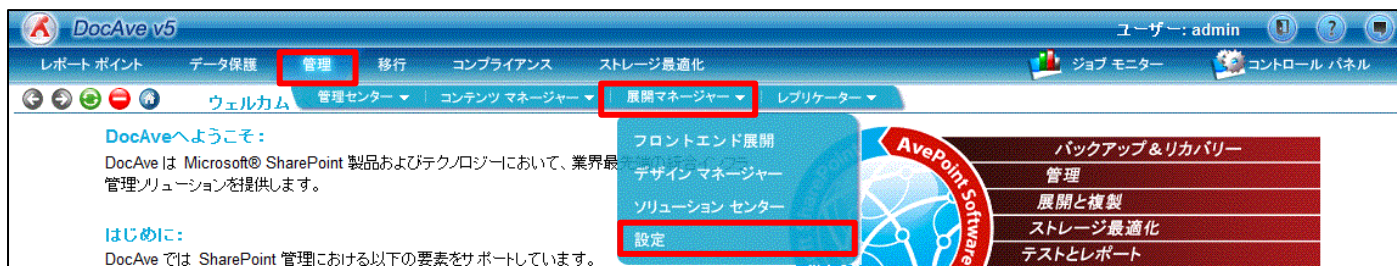 DocAve v5
ユーザー: admin
レポート ポイント データ保護 管理 移行 コンプライアンス ストレージ最適化 ジョブ モニター コントロール パネル
ウェルカム 管理センター コンテンツ マネージャー 展開マネージャー レプリケーター
DocAveへようこそ：
DocAve は Microsoft® SharePoint 製品およびテクノロジーにおいて、業界最
管理ソリューションを提供します。
はじめに：
DocAve では SharePoint 管理における以下の要素をサポートしています。
フロントエンド展開
デザイン マネージャー
ソリューション センター
設定
AvePoint Software
バックアップ＆リカバリー
管理
展開と複製
ストレージ最適化
テストとレポート